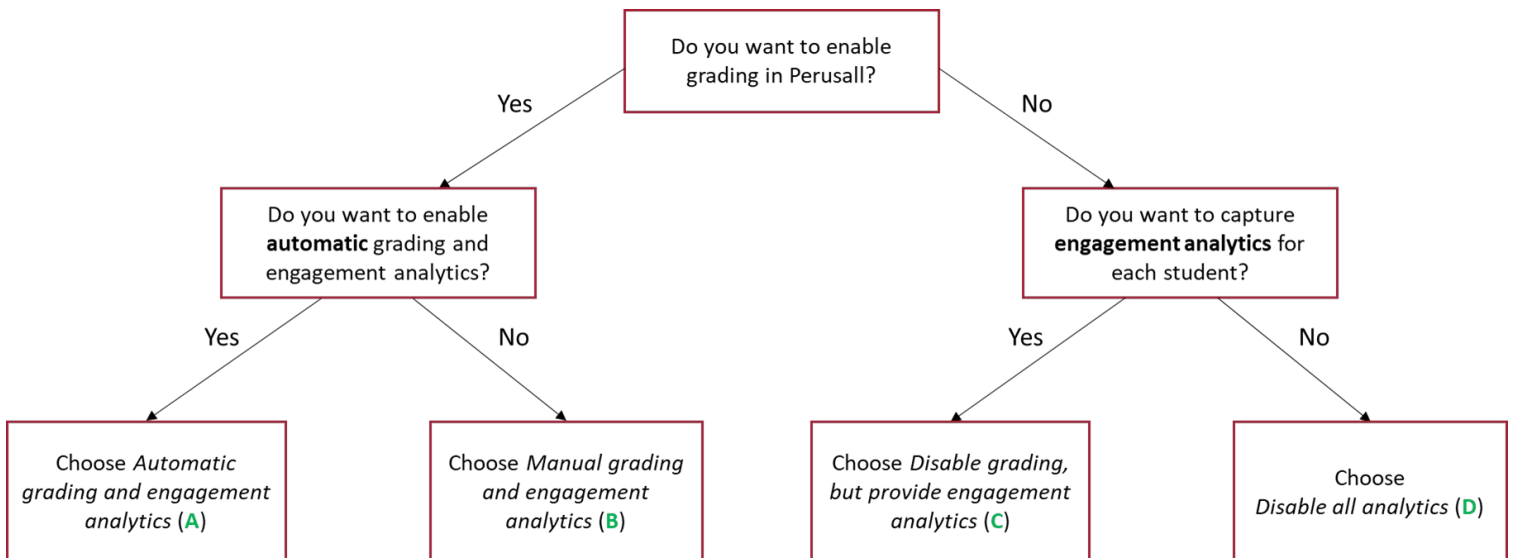 Do you want to enable
grading in Perusall?
Yes
No
Do you want to enable
automatic grading and
engagement analytics?
Do you want to capture
engagement analytics for
each student?
Yes
No
Yes
No
Choose Automatic
grading and engagement
analytics (A)
Choose Manual grading
and engagement
analytics (B)
Choose Disable grading,
but provide engagement
analytics (C)
Choose
Disable all analytics (D)